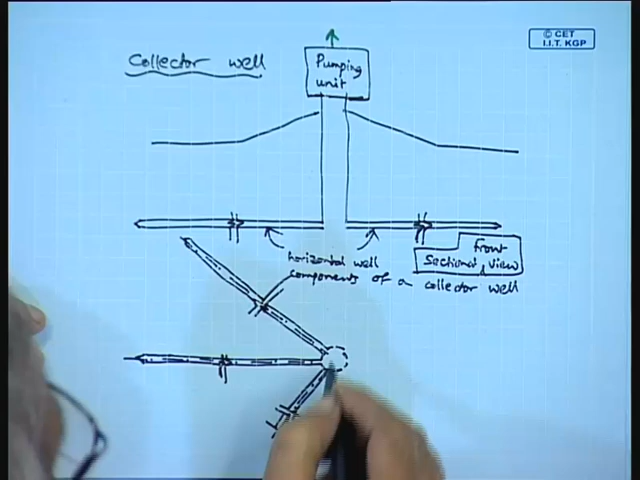 © CET
I.I.T. KGP
Collector well
Pumping
unit
Front
Sectional view
horizontal well
components of a collector well